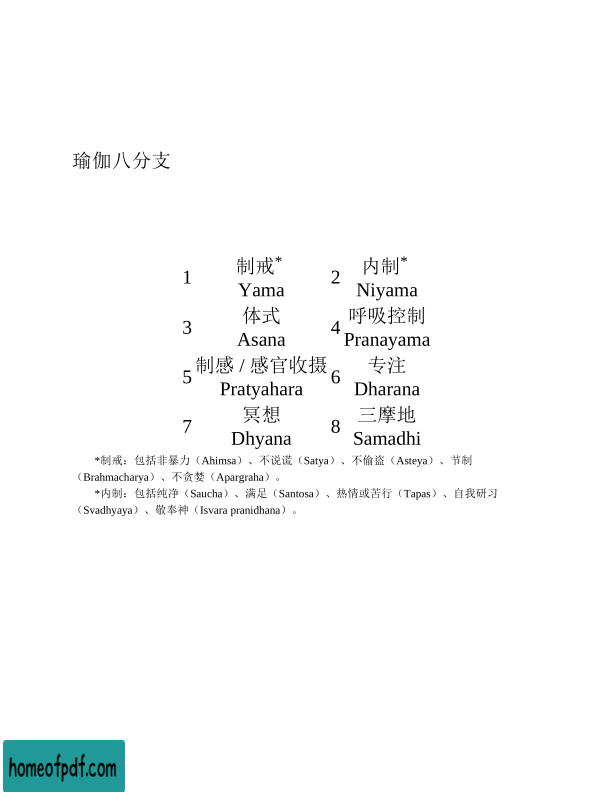 瑜伽八分支
1 制戒* 2 内制*
Yama Niyama
3 体式 4 呼吸控制
Asana Pranayama
5 制感 / 感官收摄 6 专注
Pratyahara Dharana
7 冥想 8 三摩地
Dhyana Samadhi
*制戒：包括非暴力（Ahimsa）、不说谎（Satya）、不偷盗（Asteya）、节制
（Brahmacharya）、不贪婪（Apargraha）。
*内制：包括纯净（Saucha）、满足（Santosa）、热情或苦行（Tapas）、自我研习
（Svadhyaya）、敬奉神（Isvara pranidhana）。
homeofpdf.com